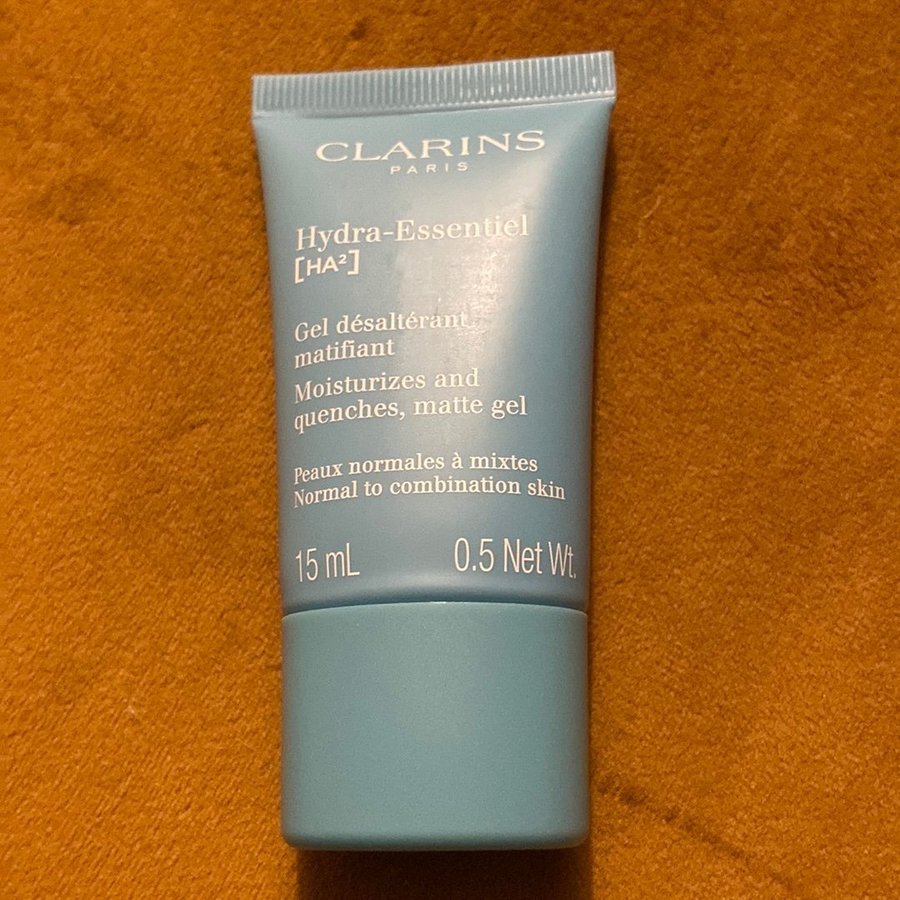 CLARINS
PARIS
Hydra-Essentiel
[HA²]
Gel désaltérant
matifiant
Moisturizes and
quenches, matte gel
Peaux normales à mixtes
Normal to combination skin
15 mL 0.5 Net Wt.